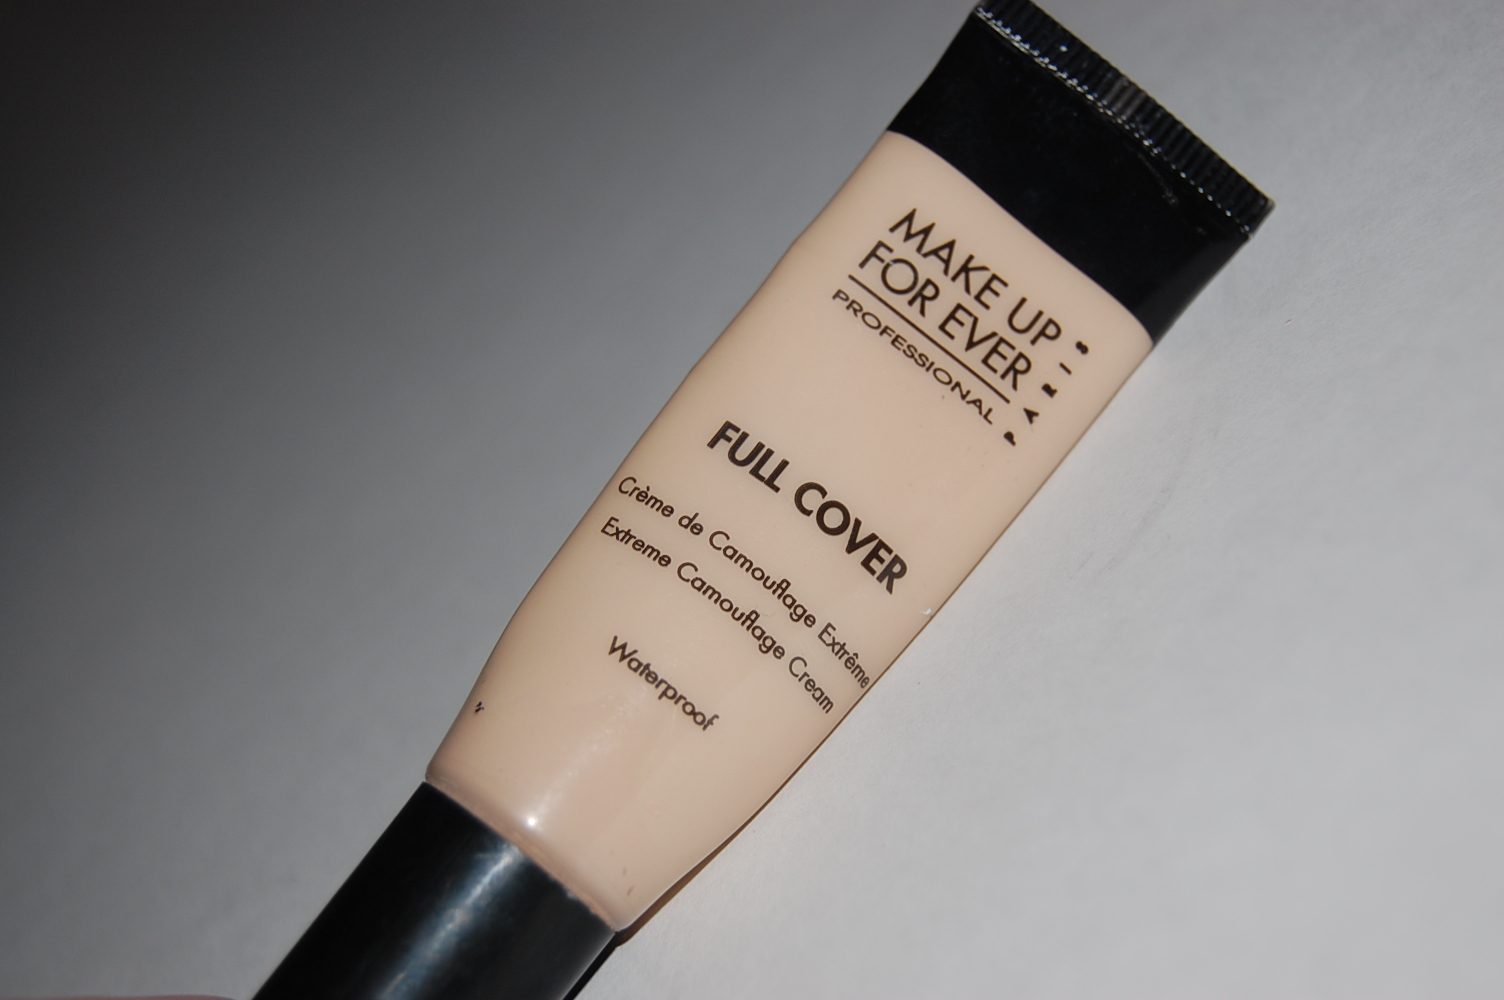 MAKE UP
FOR EVER
PROFESSIONAL
PARIS
FULL COVER
Crème de Camouflage Extrême
Extreme Camouflage Cream
Waterproof